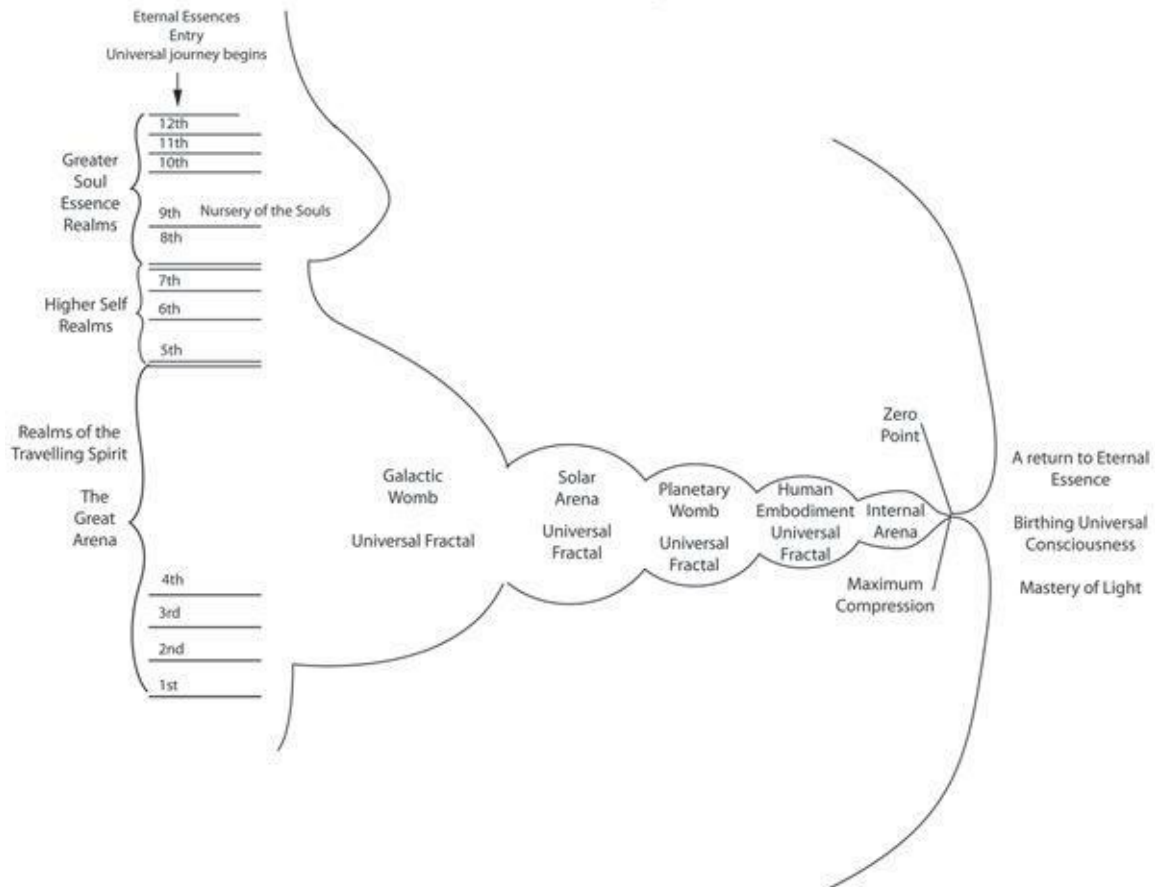 Eternal Essences
Entry
Universal journey begins
12th
11th
10th
Greater
Soul
Essence
Realms
9th Nursery of the Souls
8th
7th
Higher Self
Realms
6th
5th
Realms of the
Travelling Spirit
The
Great
Arena
4th
3rd
2nd
1st
Galactic
Womb
Universal Fractal
Solar
Arena
Universal
Fractal
Planetary
Womb
Universal
Fractal
Human
Embodiment
Universal
Fractal
Internal
Arena
Zero
Point
Maximum
Compression
A return to Eternal
Essence
Birthing Universal
Consciousness
Mastery of Light